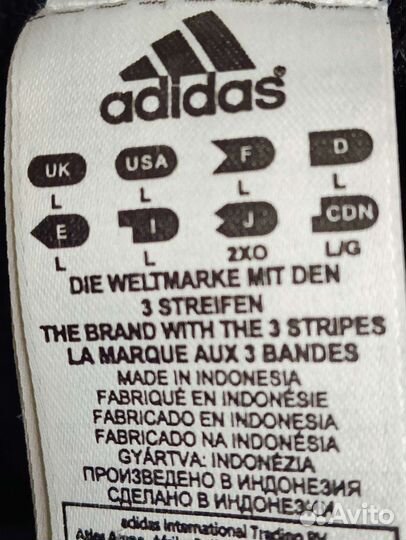 adidas®
UK USA F D
L L L L
E I J CDN
L L 2XO L/G
DIE WELTMARKE MIT DEN
3 STREIFEN
THE BRAND WITH THE 3 STRIPES
LA MARQUE AUX 3 BANDES
MADE IN INDONESIA
FABRIQUÉ EN INDONÉSIE
FABRICADO EN INDONESIA
FABRICADO NA INDONÉSIA
GYÁRTVA: INDONÉZIA
ПРОИЗВЕДЕНО В ИНДОНЕЗИЯ
СДЕЛАНО В ИНДОНЕЗИИ
adidas International Trading BV
Avito